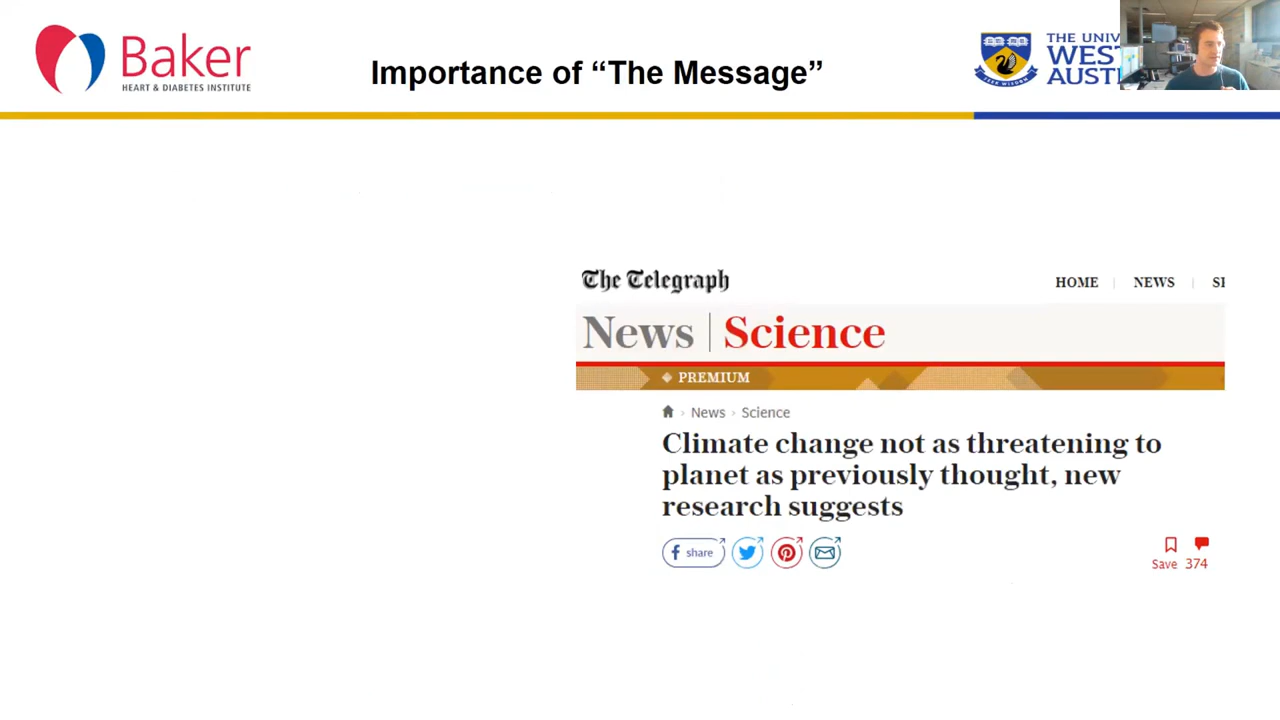 Baker
HEART & DIABETES INSTITUTE
Importance of “The Message”
THE UNIV
WEST
AUST
The Telegraph
HOME | NEWS |
News | Science
PREMIUM
News › Science
Climate change not as threatening to
planet as previously thought, new
research suggests
share
Save 374